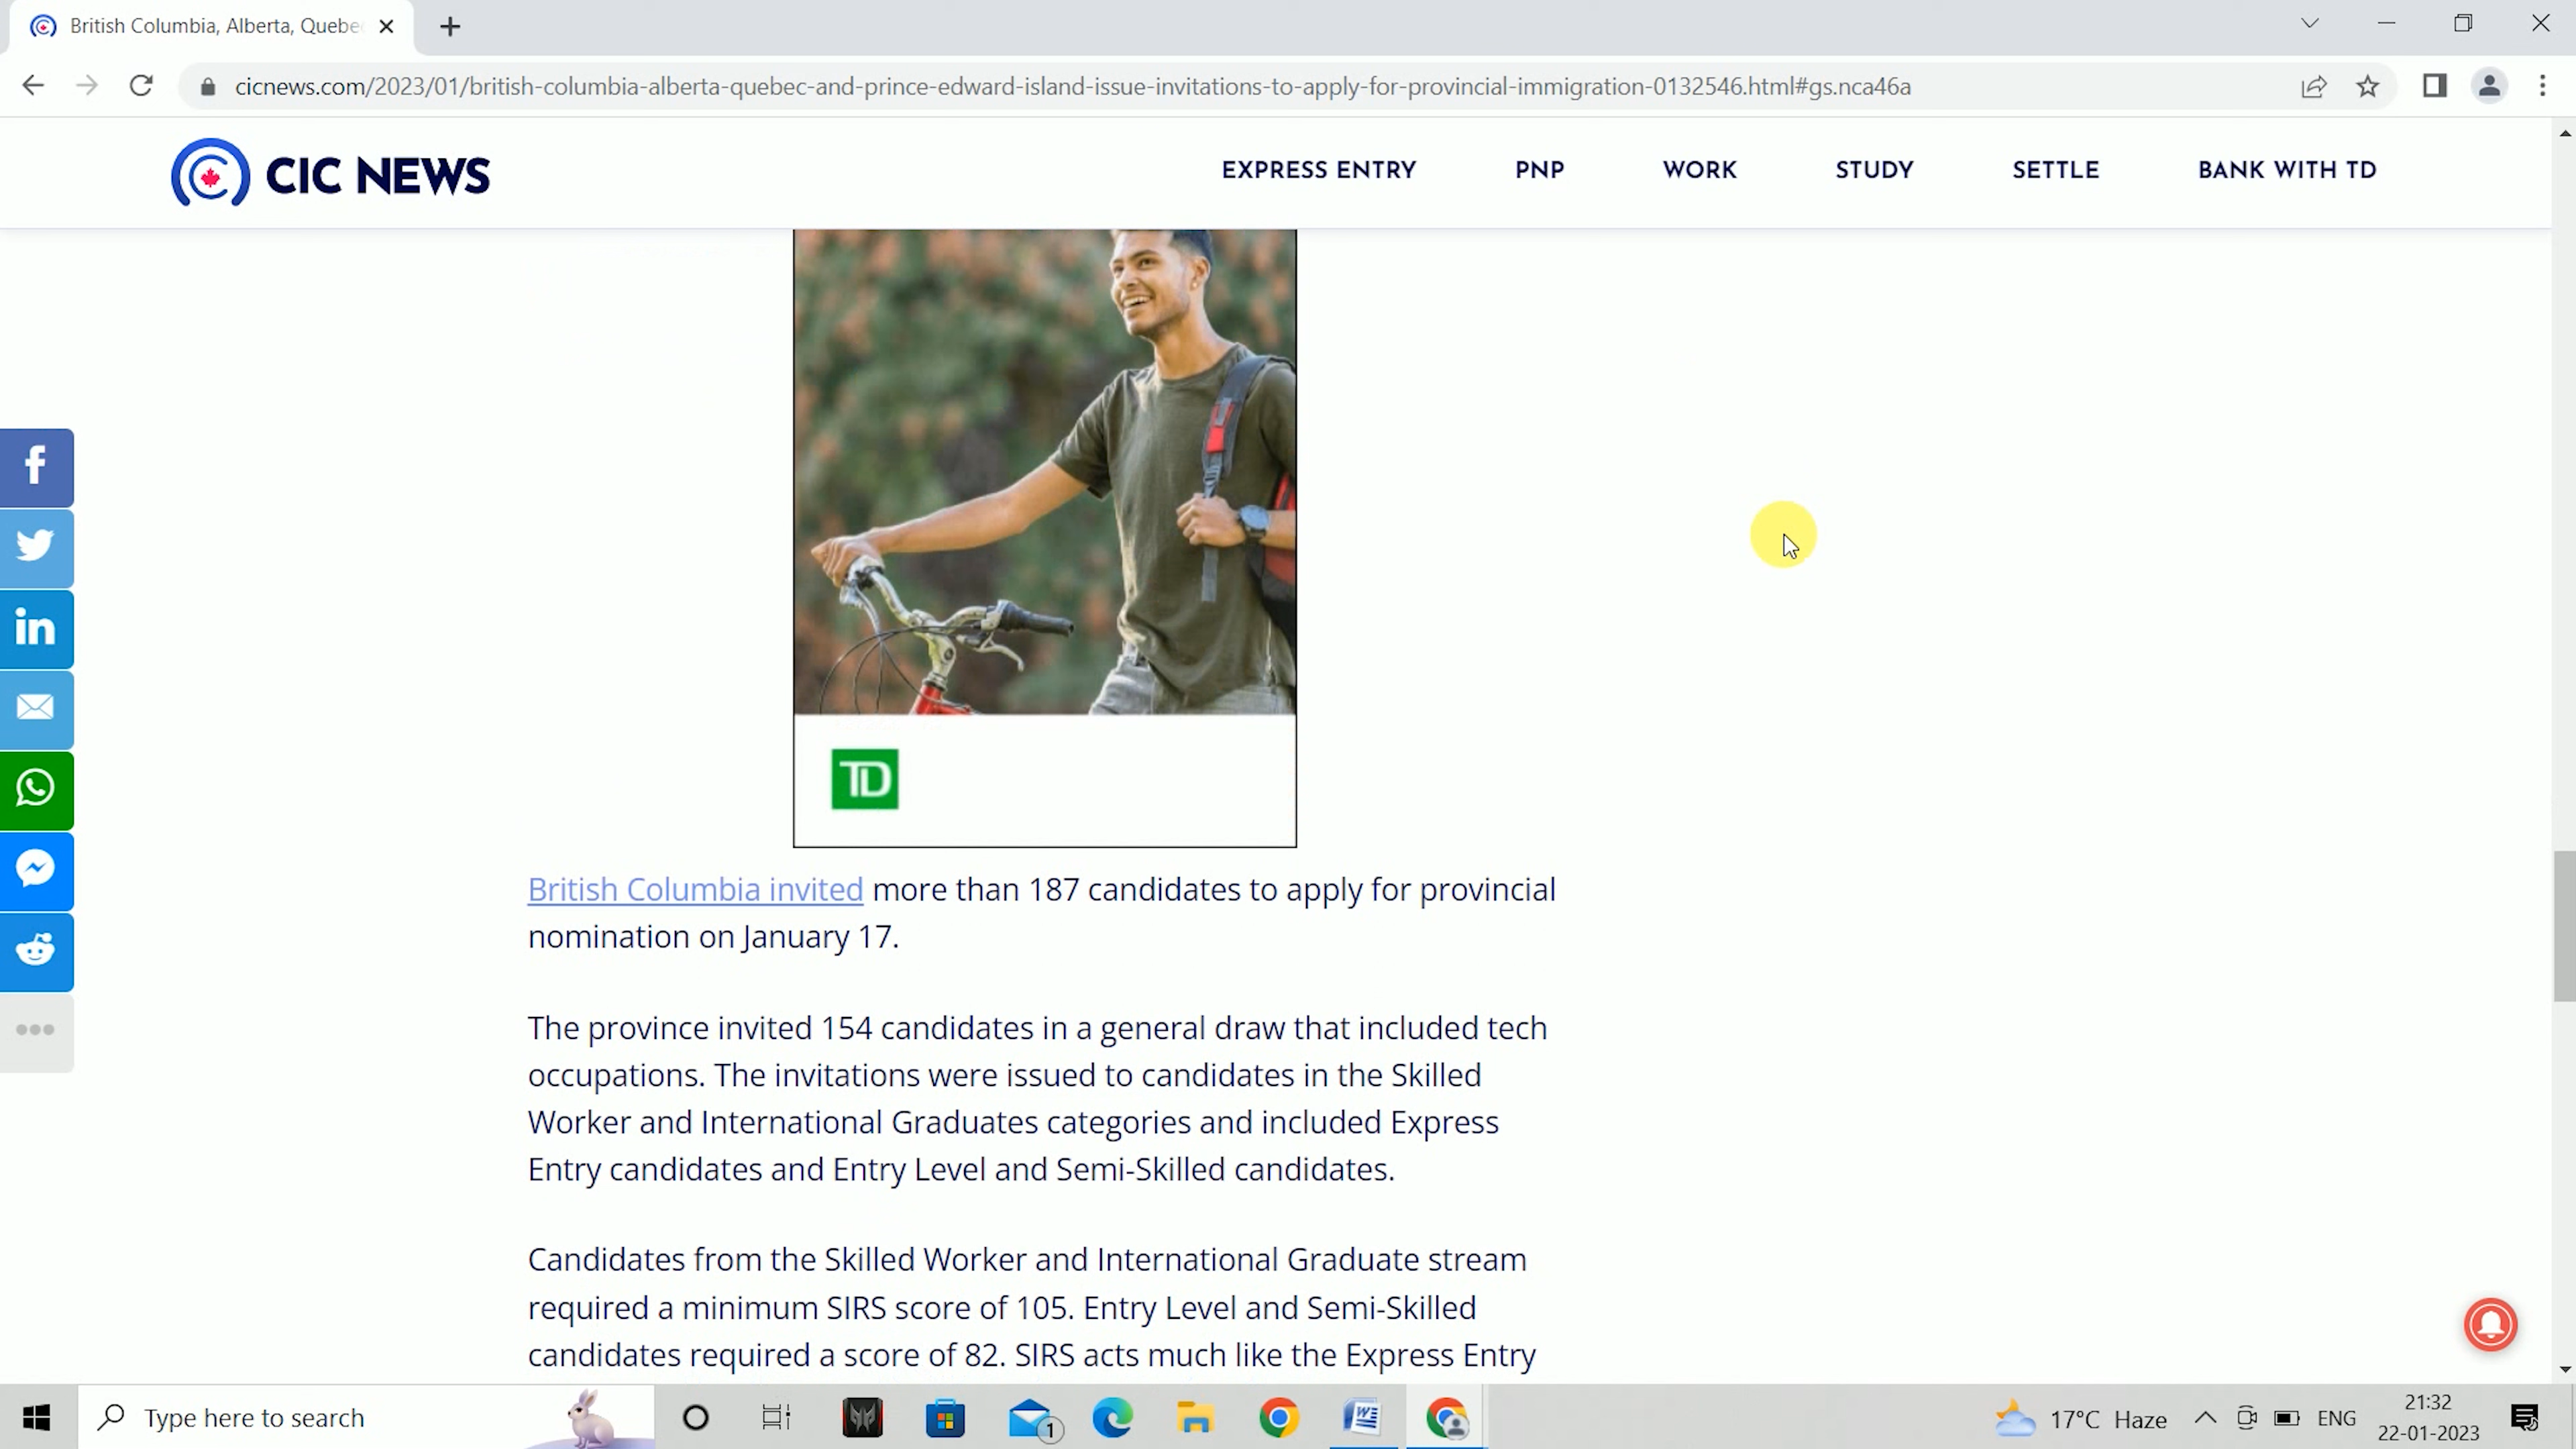 British Columbia, Alberta, Quebe
cicnews.com/2023/01/british-columbia-alberta-quebec-and-prince-edward-island-issue-invitations-to-apply-for-provincial-immigration-0132546.html#gs.nca46a
CIC NEWS
EXPRESS ENTRY PNP WORK STUDY SETTLE BANK WITH TD
f
in
TD
British Columbia invited more than 187 candidates to apply for provincial
nomination on January 17.
The province invited 154 candidates in a general draw that included tech
occupations. The invitations were issued to candidates in the Skilled
Worker and International Graduates categories and included Express
Entry candidates and Entry Level and Semi-Skilled candidates.
Candidates from the Skilled Worker and International Graduate stream
required a minimum SIRS score of 105. Entry Level and Semi-Skilled
candidates required a score of 82. SIRS acts much like the Express Entry
Type here to search
1
W
17°C Haze
ENG
21:32
22-01-2023